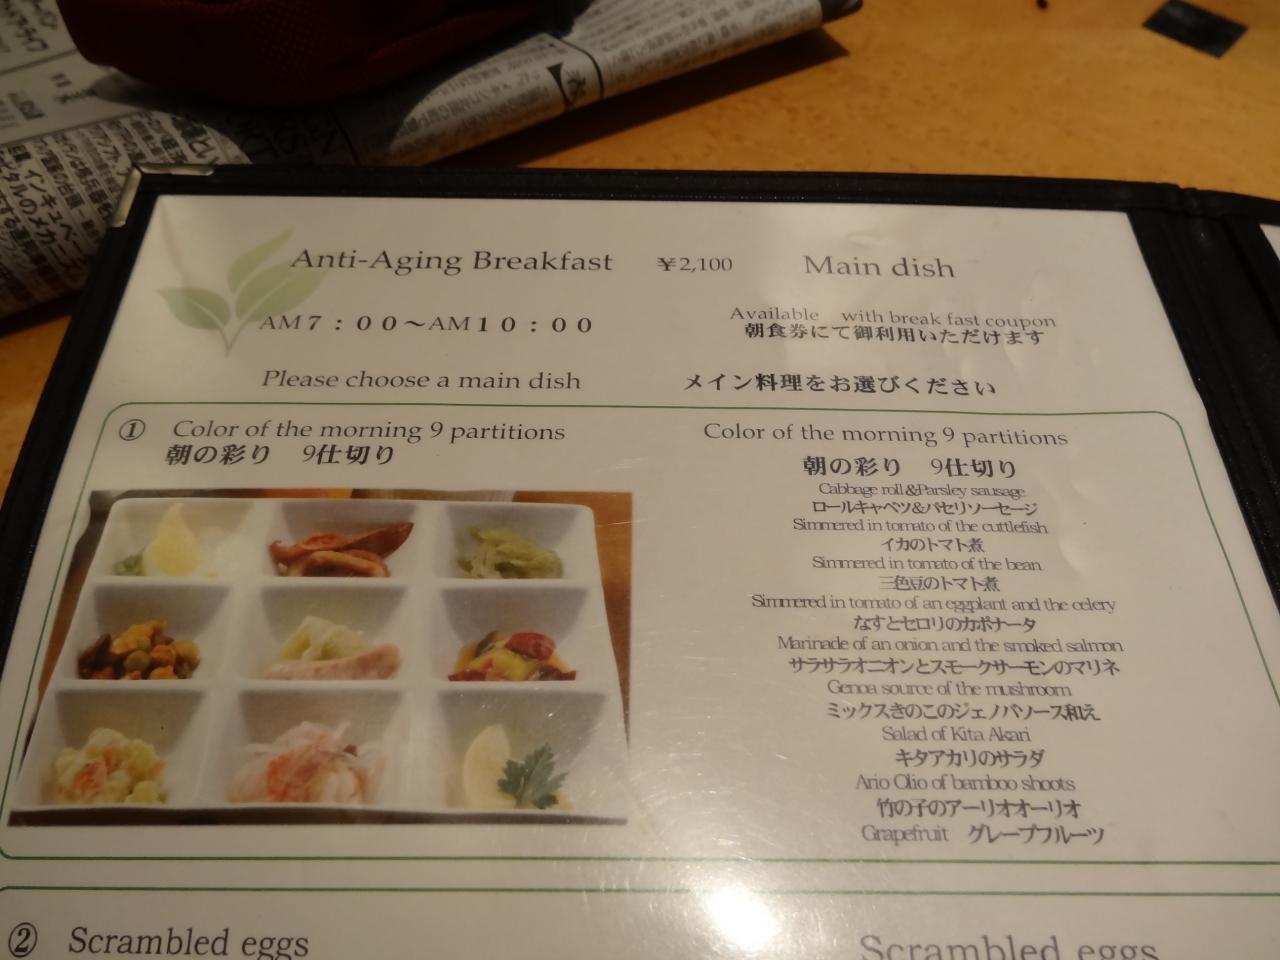 Anti-Aging Breakfast ￥2,100 Main dish
AM７：００～AM１０：００
Available with break fast coupon
朝食券にて御利用いただけます
Please choose a main dish メイン料理をお選びください
① Color of the morning 9 partitions
朝の彩り 9仕切り
Color of the morning 9 partitions
朝の彩り 9仕切り
Cabbage roll&Parsley sausage
ロールキャベツ&パセリソーセージ
Simmered in tomato of the cuttlefish
イカのトマト煮
Simmered in tomato of the bean
三色豆のトマト煮
Simmered in tomato of an eggplant and the celery
なすとセロリのカポナータ
Marinade of an onion and the smoked salmon
サラサラオニオンとスモークサーモンのマリネ
Genoa source of the mushroom
ミックスきのこのジェノバソース和え
Salad of Kita Akari
キタアカリのサラダ
Ario Olio of bamboo shoots
竹の子のアーリオオーリオ
Grapefruit グレープフルーツ
② Scrambled eggs
Scrambled eggs